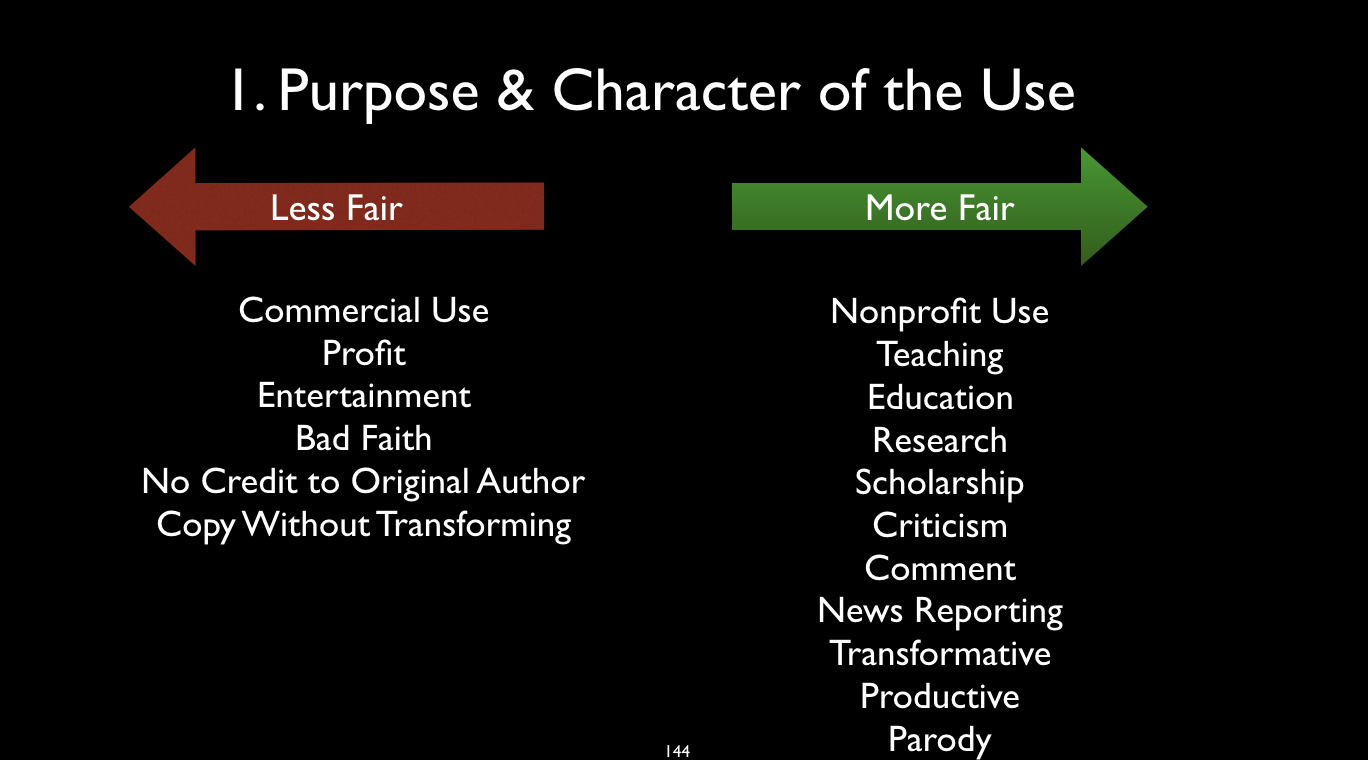 1. Purpose & Character of the Use
Less Fair
More Fair
Commercial Use
Profit
Entertainment
Bad Faith
No Credit to Original Author
Copy Without Transforming
Nonprofit Use
Teaching
Education
Research
Scholarship
Criticism
Comment
News Reporting
Transformative
Productive
Parody
144